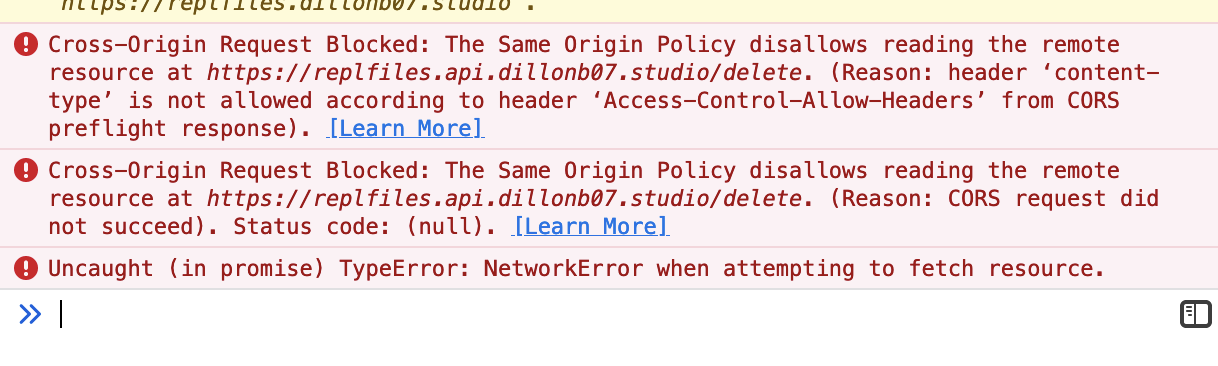 https://replfiles.dillonb07.studio”.
Cross-Origin Request Blocked: The Same Origin Policy disallows reading the remote
resource at https://replfiles.api.dillonb07.studio/delete. (Reason: header ‘content-
type’ is not allowed according to header ‘Access-Control-Allow-Headers’ from CORS
preflight response). [Learn More]
Cross-Origin Request Blocked: The Same Origin Policy disallows reading the remote
resource at https://replfiles.api.dillonb07.studio/delete. (Reason: CORS request did
not succeed). Status code: (null). [Learn More]
Uncaught (in promise) TypeError: NetworkError when attempting to fetch resource.